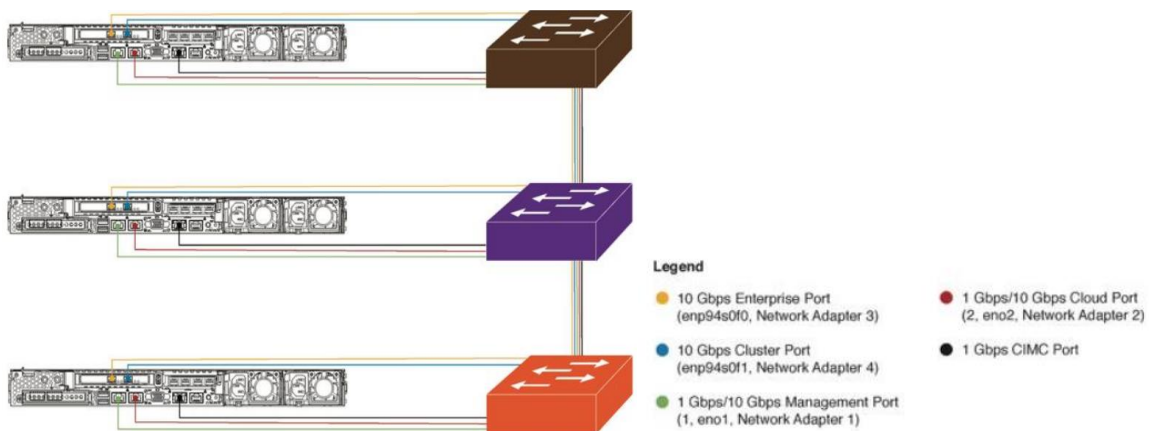 Legend
10 Gbps Enterprise Port
(enp94s0f0, Network Adapter 3)
10 Gbps Cluster Port
(enp94s0f1, Network Adapter 4)
1 Gbps/10 Gbps Management Port
(1, eno1, Network Adapter 1)
1 Gbps/10 Gbps Cloud Port
(2, eno2, Network Adapter 2)
1 Gbps CIMC Port